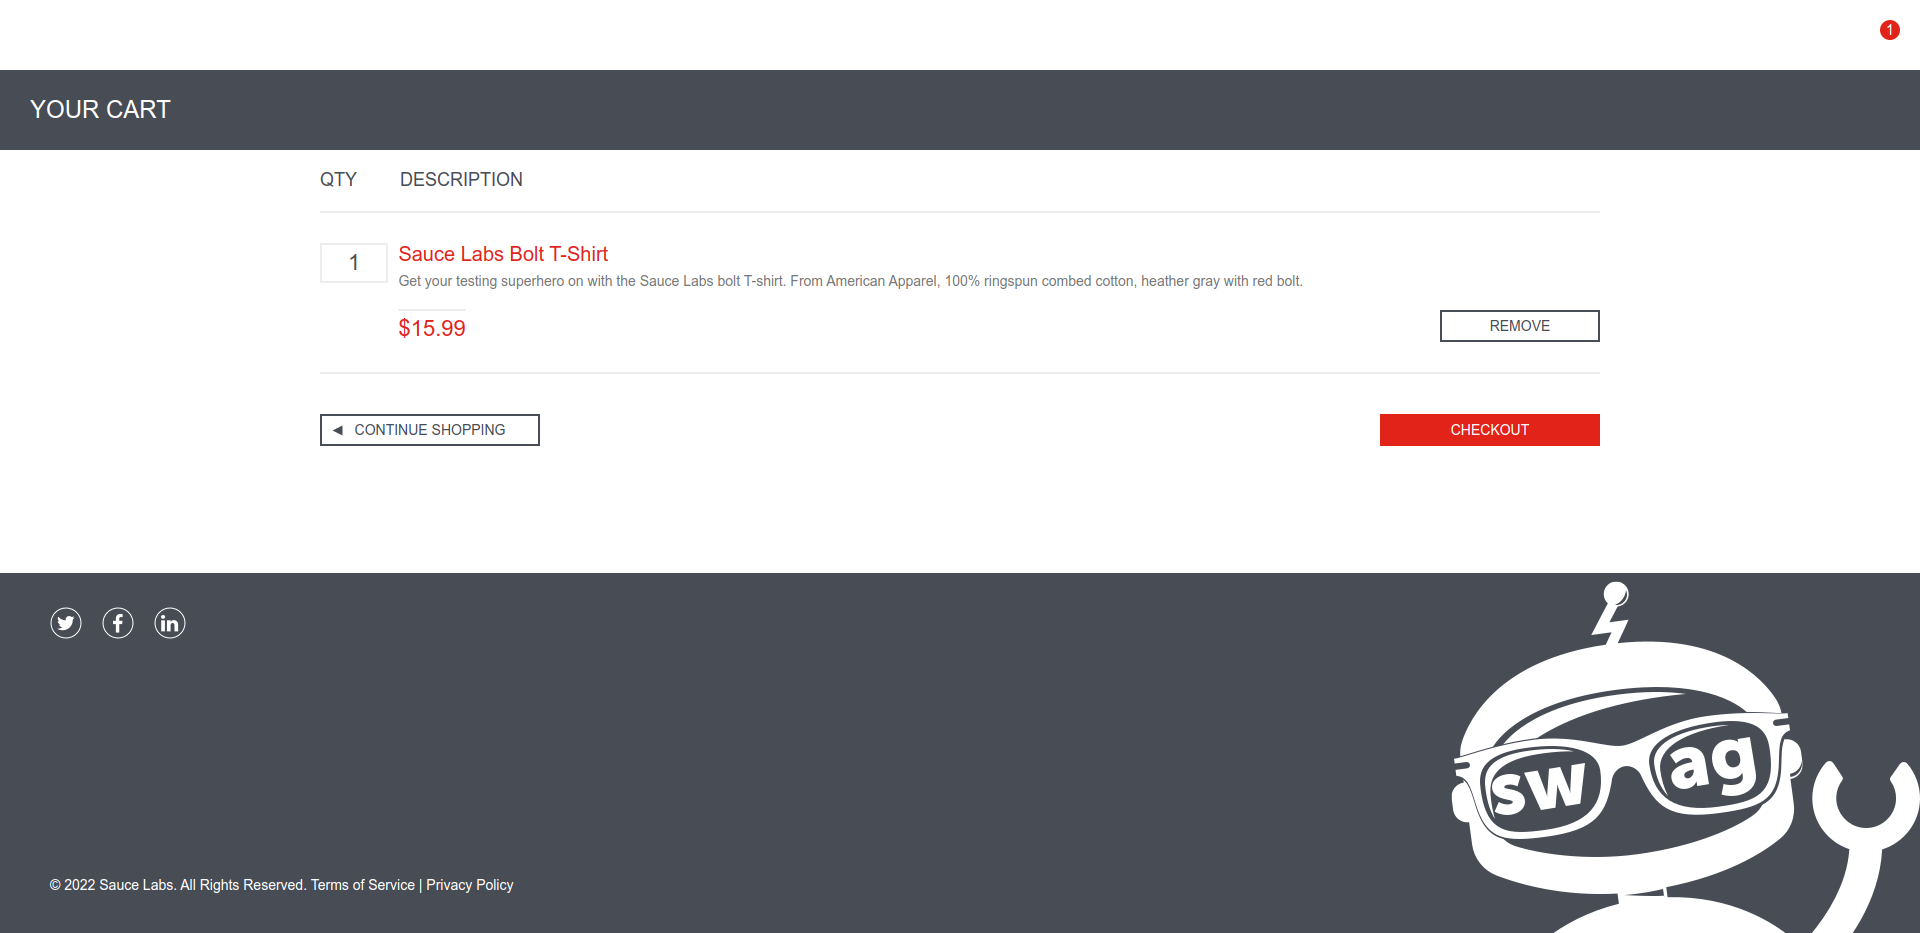 1
YOUR CART
QTY DESCRIPTION
1
Sauce Labs Bolt T-Shirt
Get your testing superhero on with the Sauce Labs bolt T-shirt. From American Apparel, 100% ringspun combed cotton, heather gray with red bolt.
$15.99
REMOVE
CONTINUE SHOPPING
CHECKOUT
sw ag
© 2022 Sauce Labs. All Rights Reserved. Terms of Service | Privacy Policy